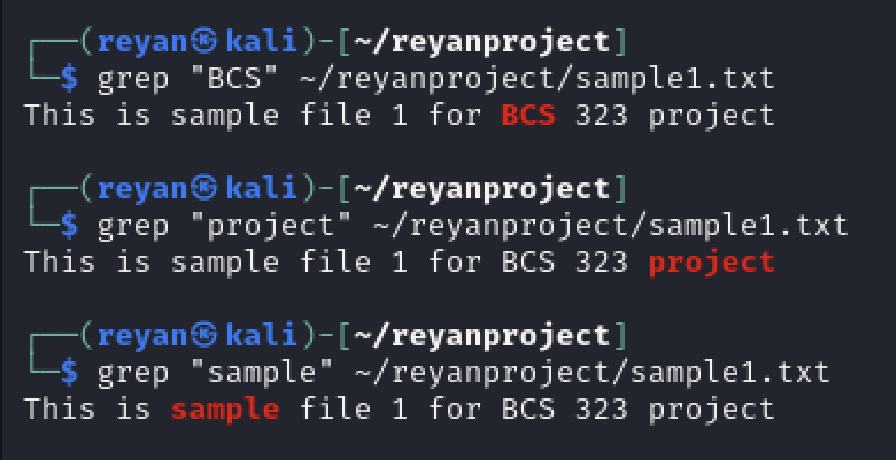 ┌──(reyan㉿kali)-[~/reyanproject]
└─$ grep "BCS" ~/reyanproject/sample1.txt
This is sample file 1 for BCS 323 project
┌──(reyan㉿kali)-[~/reyanproject]
└─$ grep "project" ~/reyanproject/sample1.txt
This is sample file 1 for BCS 323 project
┌──(reyan㉿kali)-[~/reyanproject]
└─$ grep "sample" ~/reyanproject/sample1.txt
This is sample file 1 for BCS 323 project